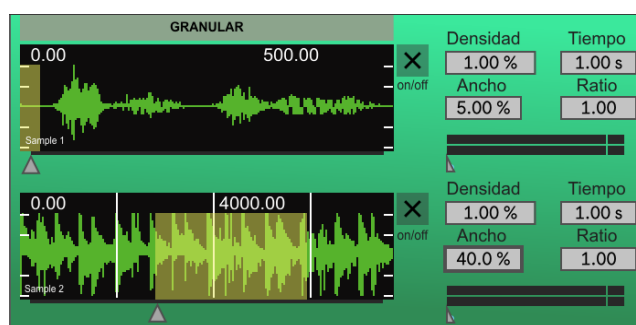 GRANULAR
0.00 500.00
Sample 1
on/off
Densidad Tiempo
1.00 % 1.00 s
Ancho Ratio
5.00 % 1.00
0.00 4000.00
Sample 2
on/off
Densidad Tiempo
1.00 % 1.00 s
Ancho Ratio
40.0 % 1.00